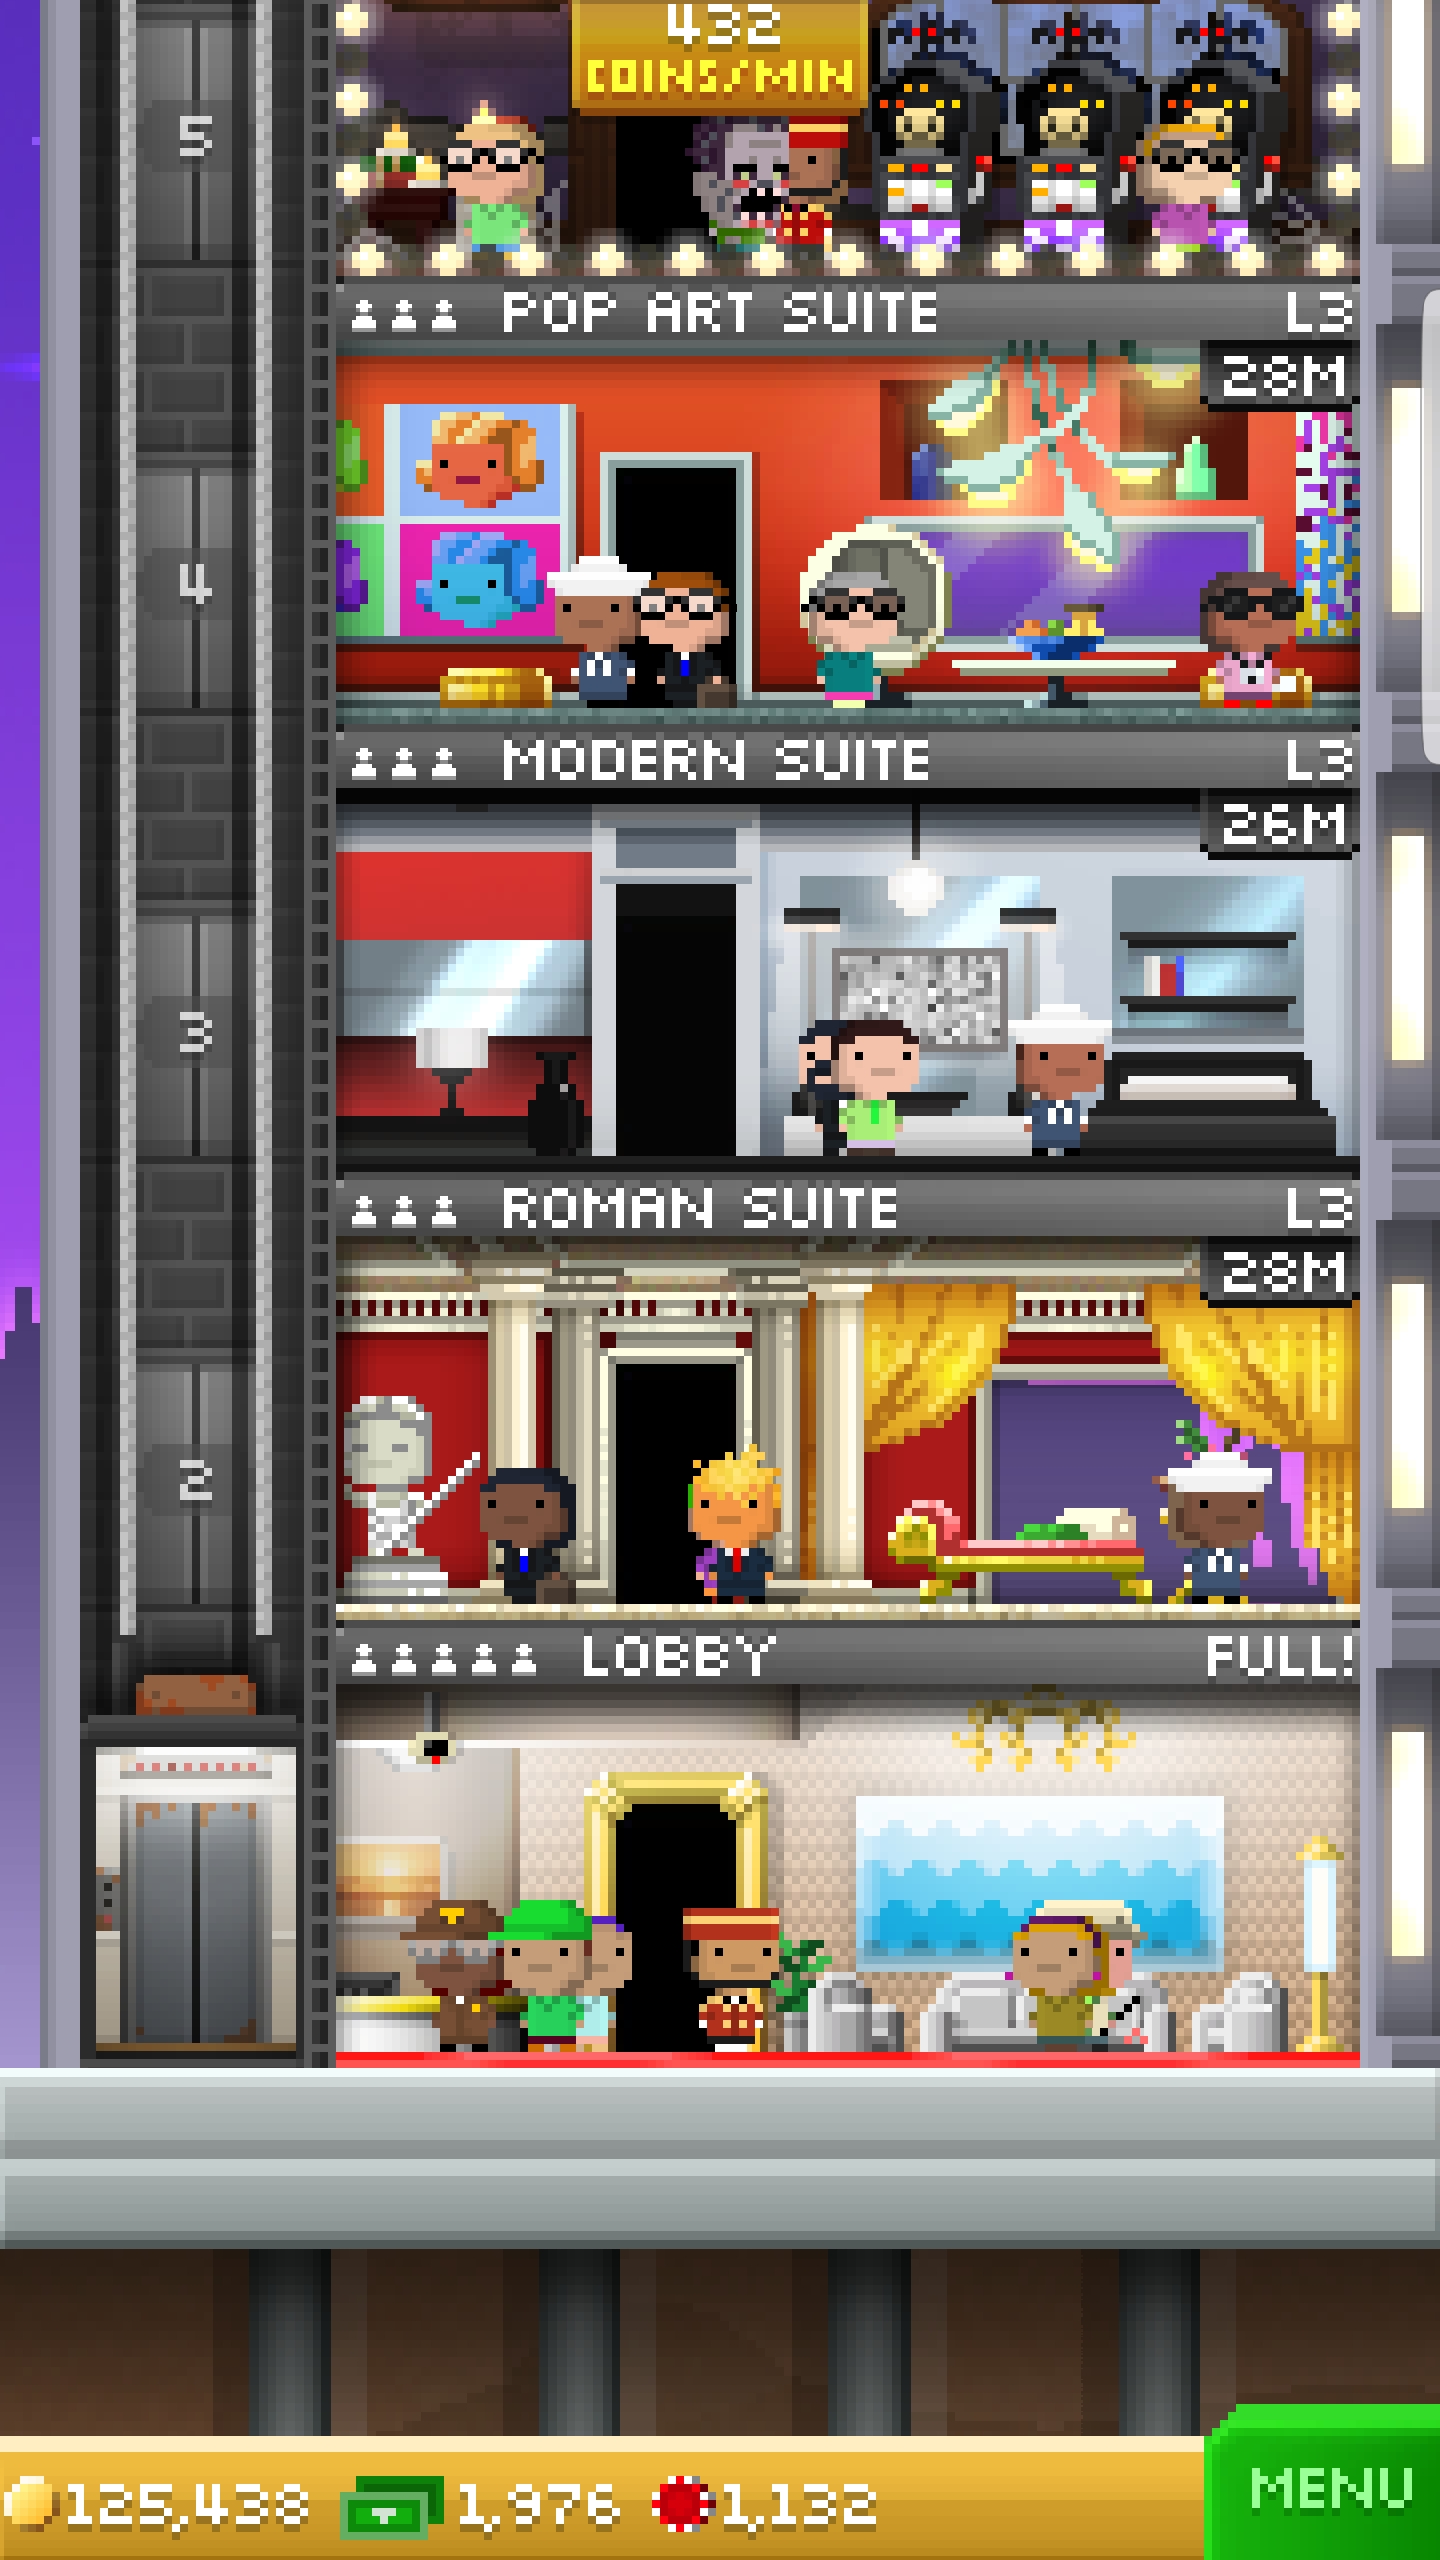 432
COINS/MIN
5
POP ART SUITE L3
28M
4
MODERN SUITE L3
26M
3
ROMAN SUITE L3
28M
2
LOBBY FULL!
125,438 1,976 1,132 MENU